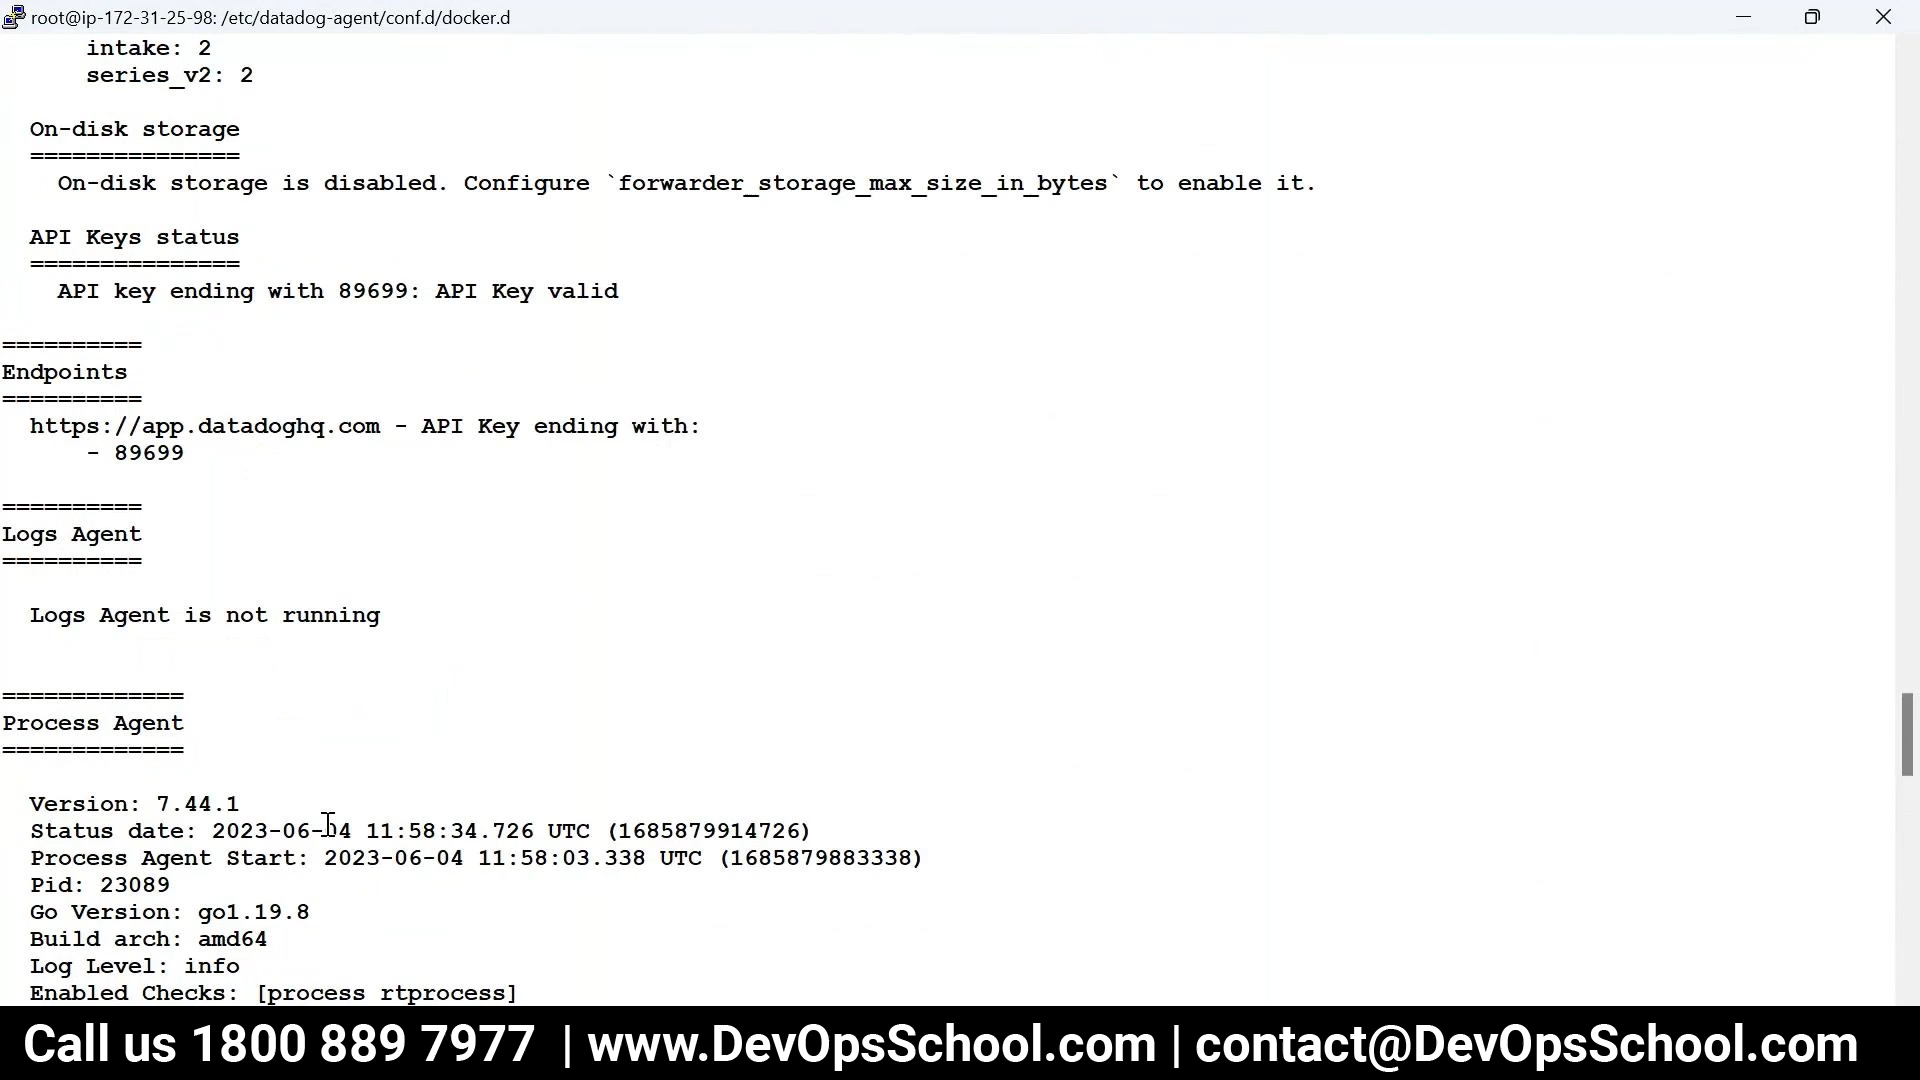 root@ip-172-31-25-98: /etc/datadog-agent/conf.d/docker.d
intake: 2
series_v2: 2
On-disk storage
===============
On-disk storage is disabled. Configure `forwarder_storage_max_size_in_bytes` to enable it.
API Keys status
===============
API key ending with 89699: API Key valid
==========
Endpoints
==========
https://app.datadoghq.com - API Key ending with:
- 89699
==========
Logs Agent
==========
Logs Agent is not running
=============
Process Agent
=============
Version: 7.44.1
Status date: 2023-06-04 11:58:34.726 UTC (1685879914726)
Process Agent Start: 2023-06-04 11:58:03.338 UTC (1685879883338)
Pid: 23089
Go Version: go1.19.8
Build arch: amd64
Log Level: info
Enabled Checks: [process rtprocess]
Call us 1800 889 7977 | www.DevOpsSchool.com | contact@DevOpsSchool.com